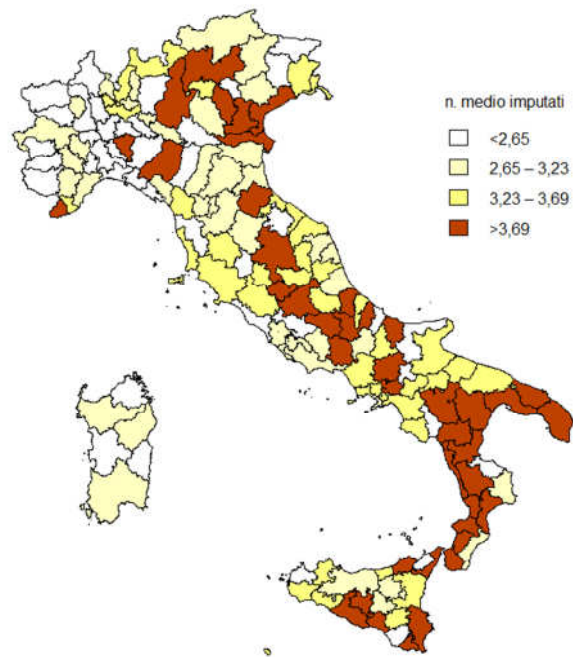 n. medio imputati
<2,65
2,65 – 3,23
3,23 – 3,69
>3,69